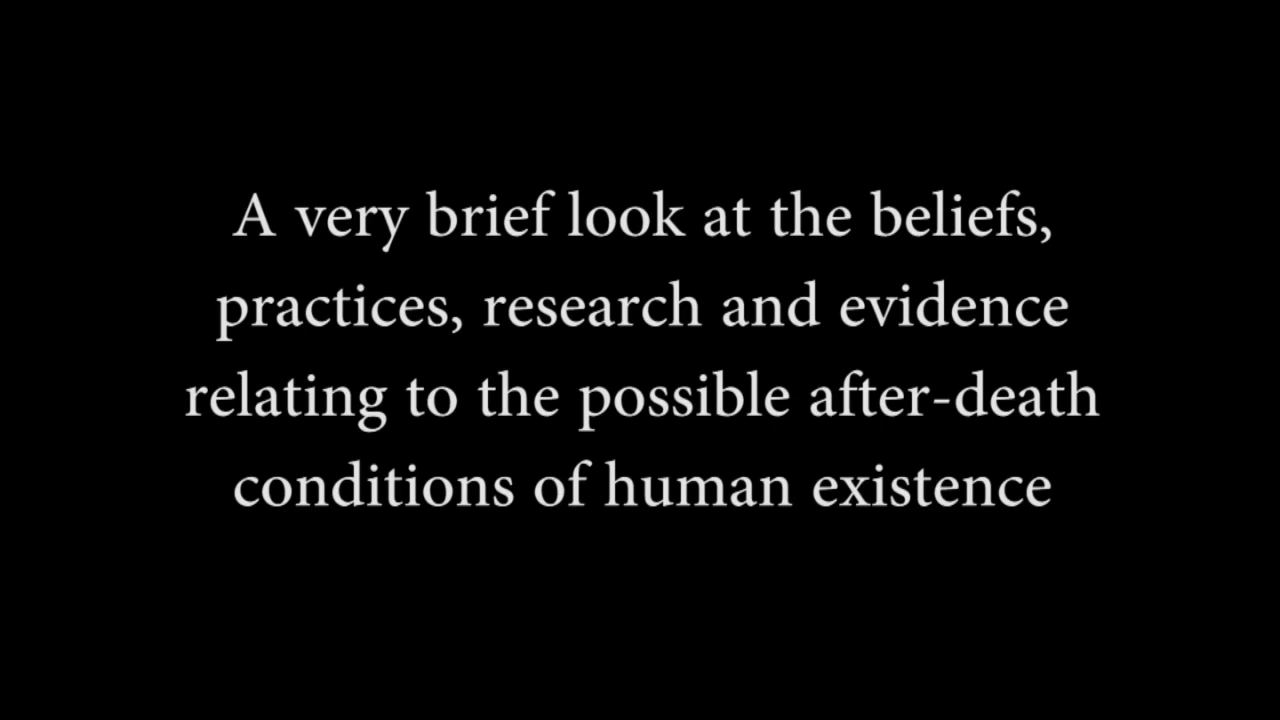 A very brief look at the beliefs,
practices, research and evidence
relating to the possible after-death
conditions of human existence